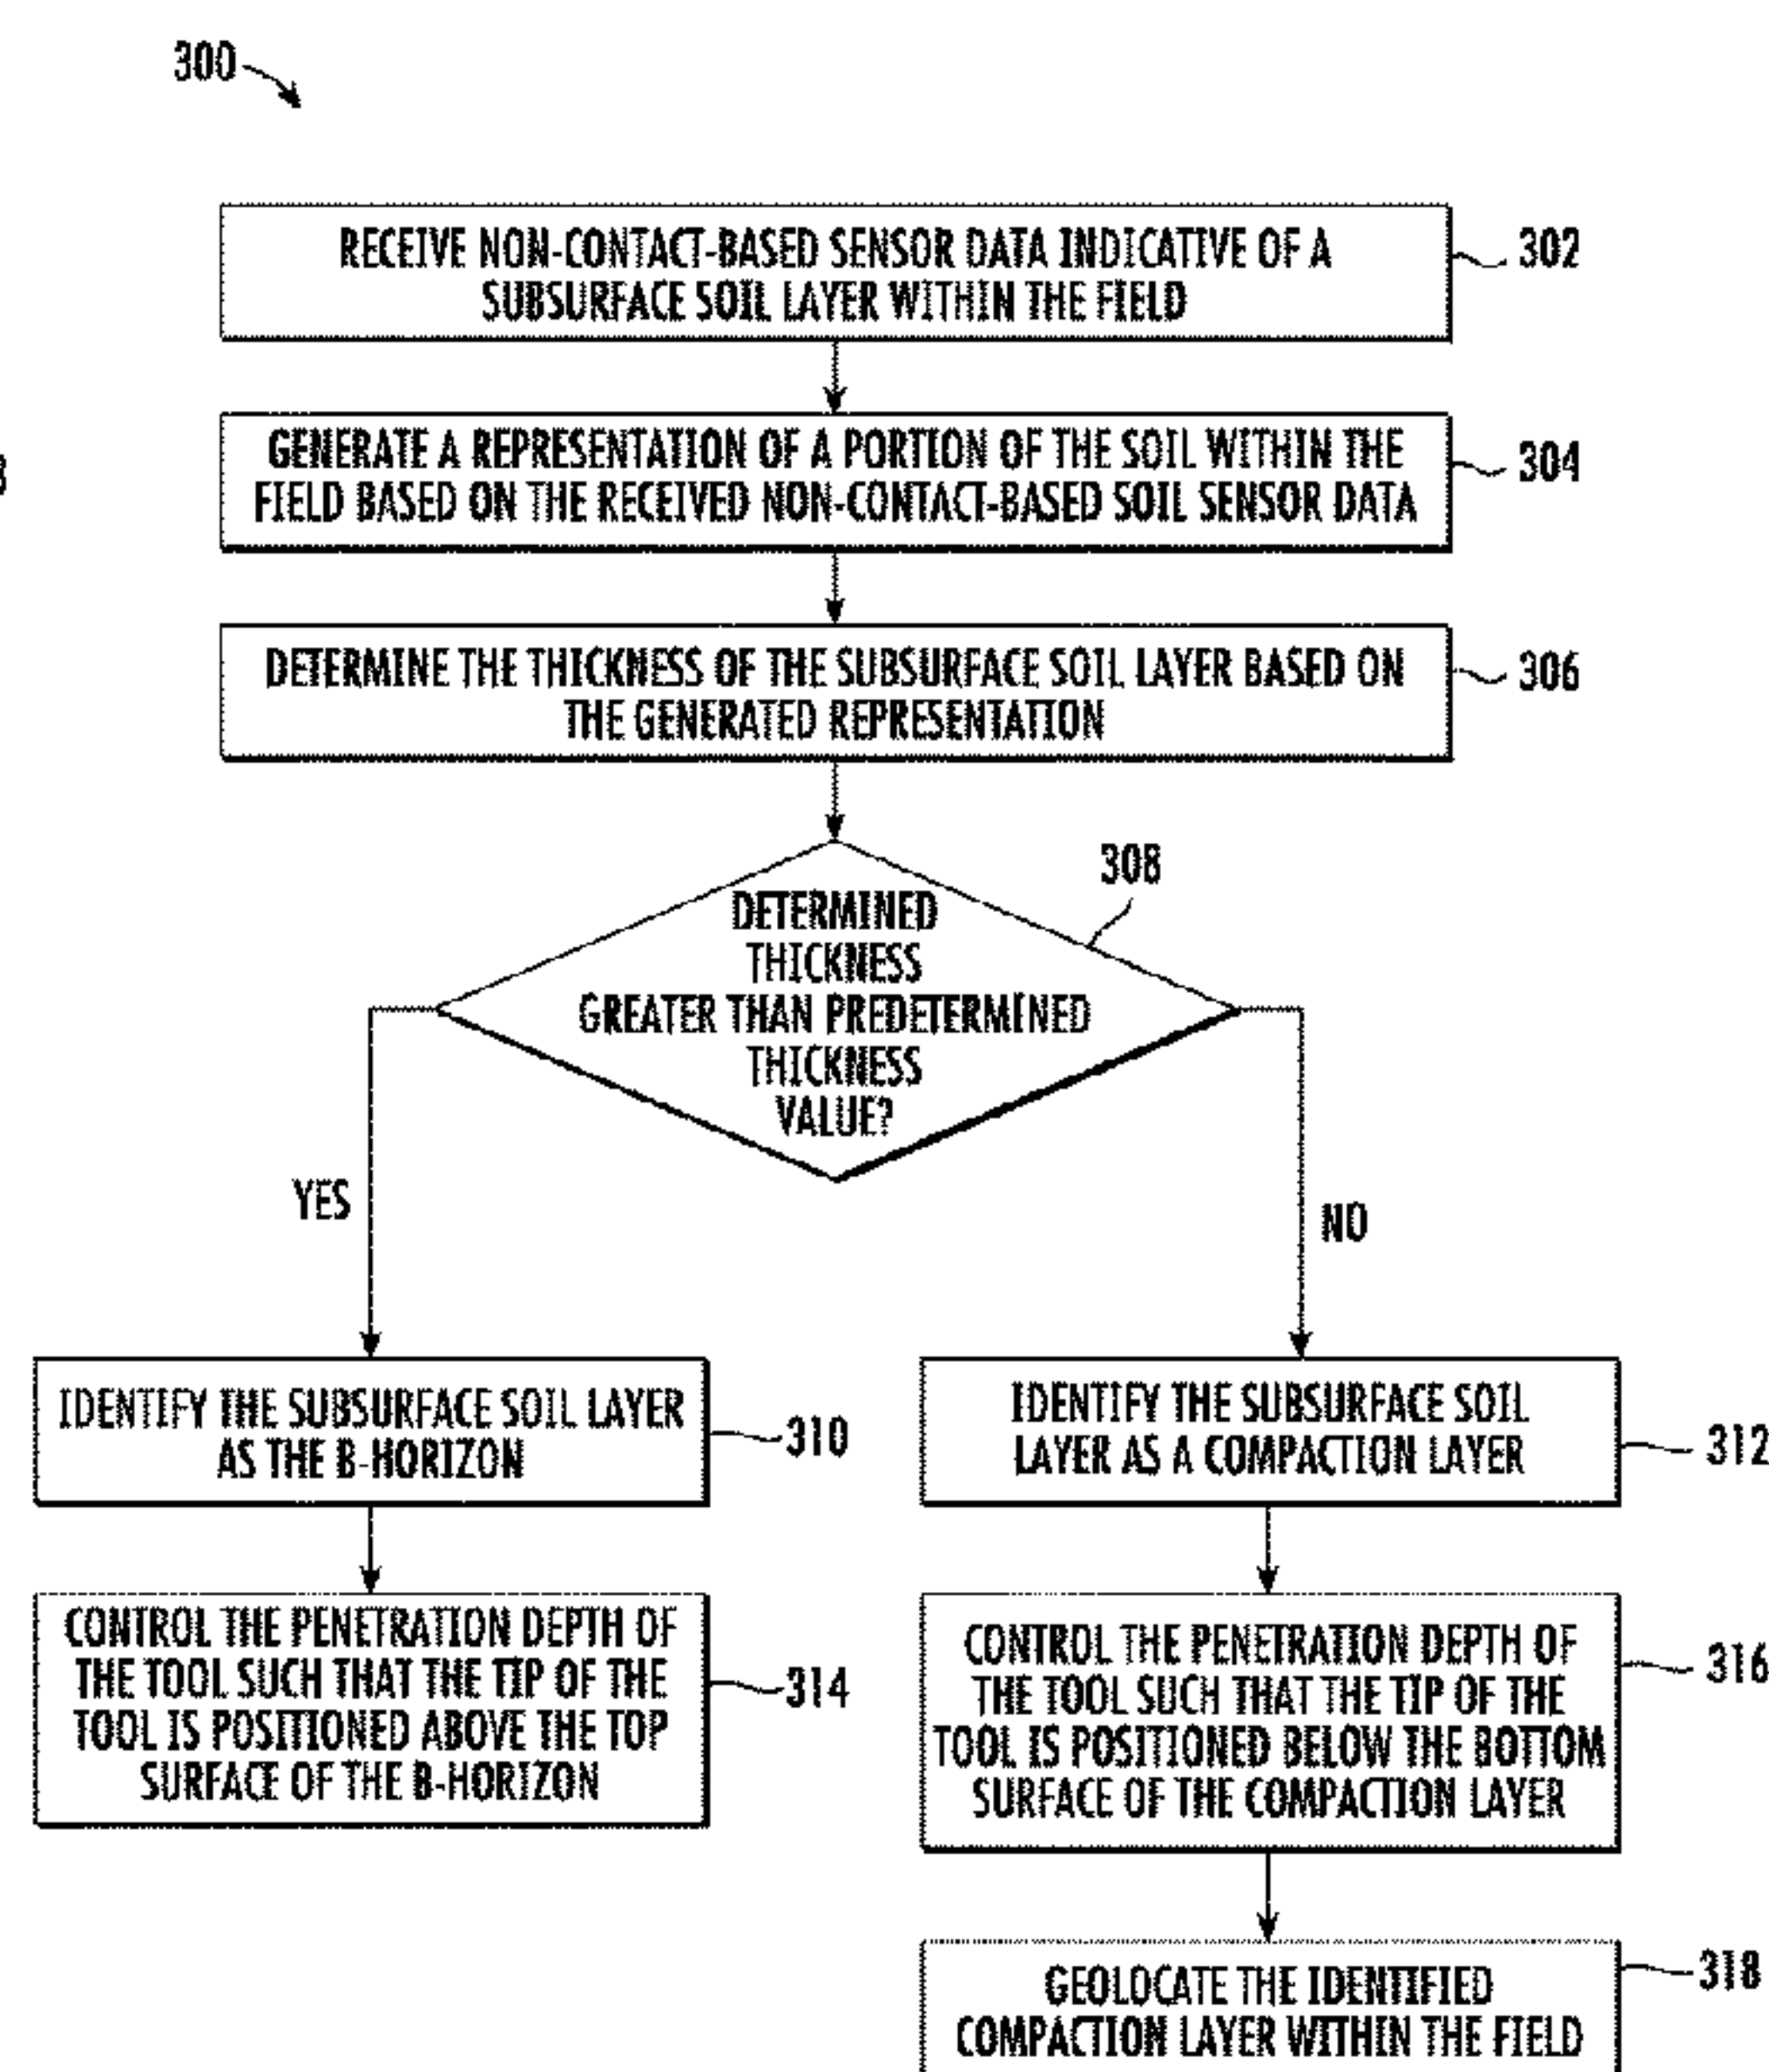 300
RECEIVE NON-CONTACT-BASED SENSOR DATA INDICATIVE OF A
SUBSURFACE SOIL LAYER WITHIN THE FIELD
302
GENERATE A REPRESENTATION OF A PORTION OF THE SOIL WITHIN THE
FIELD BASED ON THE RECEIVED NON-CONTACT-BASED SOIL SENSOR DATA
304
DETERMINE THE THICKNESS OF THE SUBSURFACE SOIL LAYER BASED ON
THE GENERATED REPRESENTATION
306
308
DETERMINED
THICKNESS
GREATER THAN PREDETERMINED
THICKNESS
VALUE?
YES
NO
IDENTIFY THE SUBSURFACE SOIL LAYER
AS THE B-HORIZON
310
IDENTIFY THE SUBSURFACE SOIL
LAYER AS A COMPACTION LAYER
312
CONTROL THE PENETRATION DEPTH OF
THE TOOL SUCH THAT THE TIP OF THE
TOOL IS POSITIONED ABOVE THE TOP
SURFACE OF THE B-HORIZON
314
CONTROL THE PENETRATION DEPTH OF
THE TOOL SUCH THAT THE TIP OF THE
TOOL IS POSITIONED BELOW THE BOTTOM
SURFACE OF THE COMPACTION LAYER
316
GEOLOCATE THE IDENTIFIED
COMPACTION LAYER WITHIN THE FIELD
318